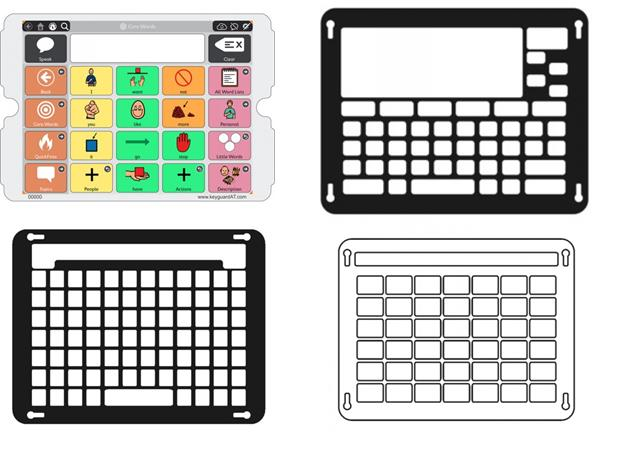 Core Words
Speak
Clear
Back
I
want
not
All Word Lists
Core Words
you
like
more
Personal
QuickFires
it
go
stop
Little Words
Topics
People
have
Actions
Description
00000
www.keyguardAT.com